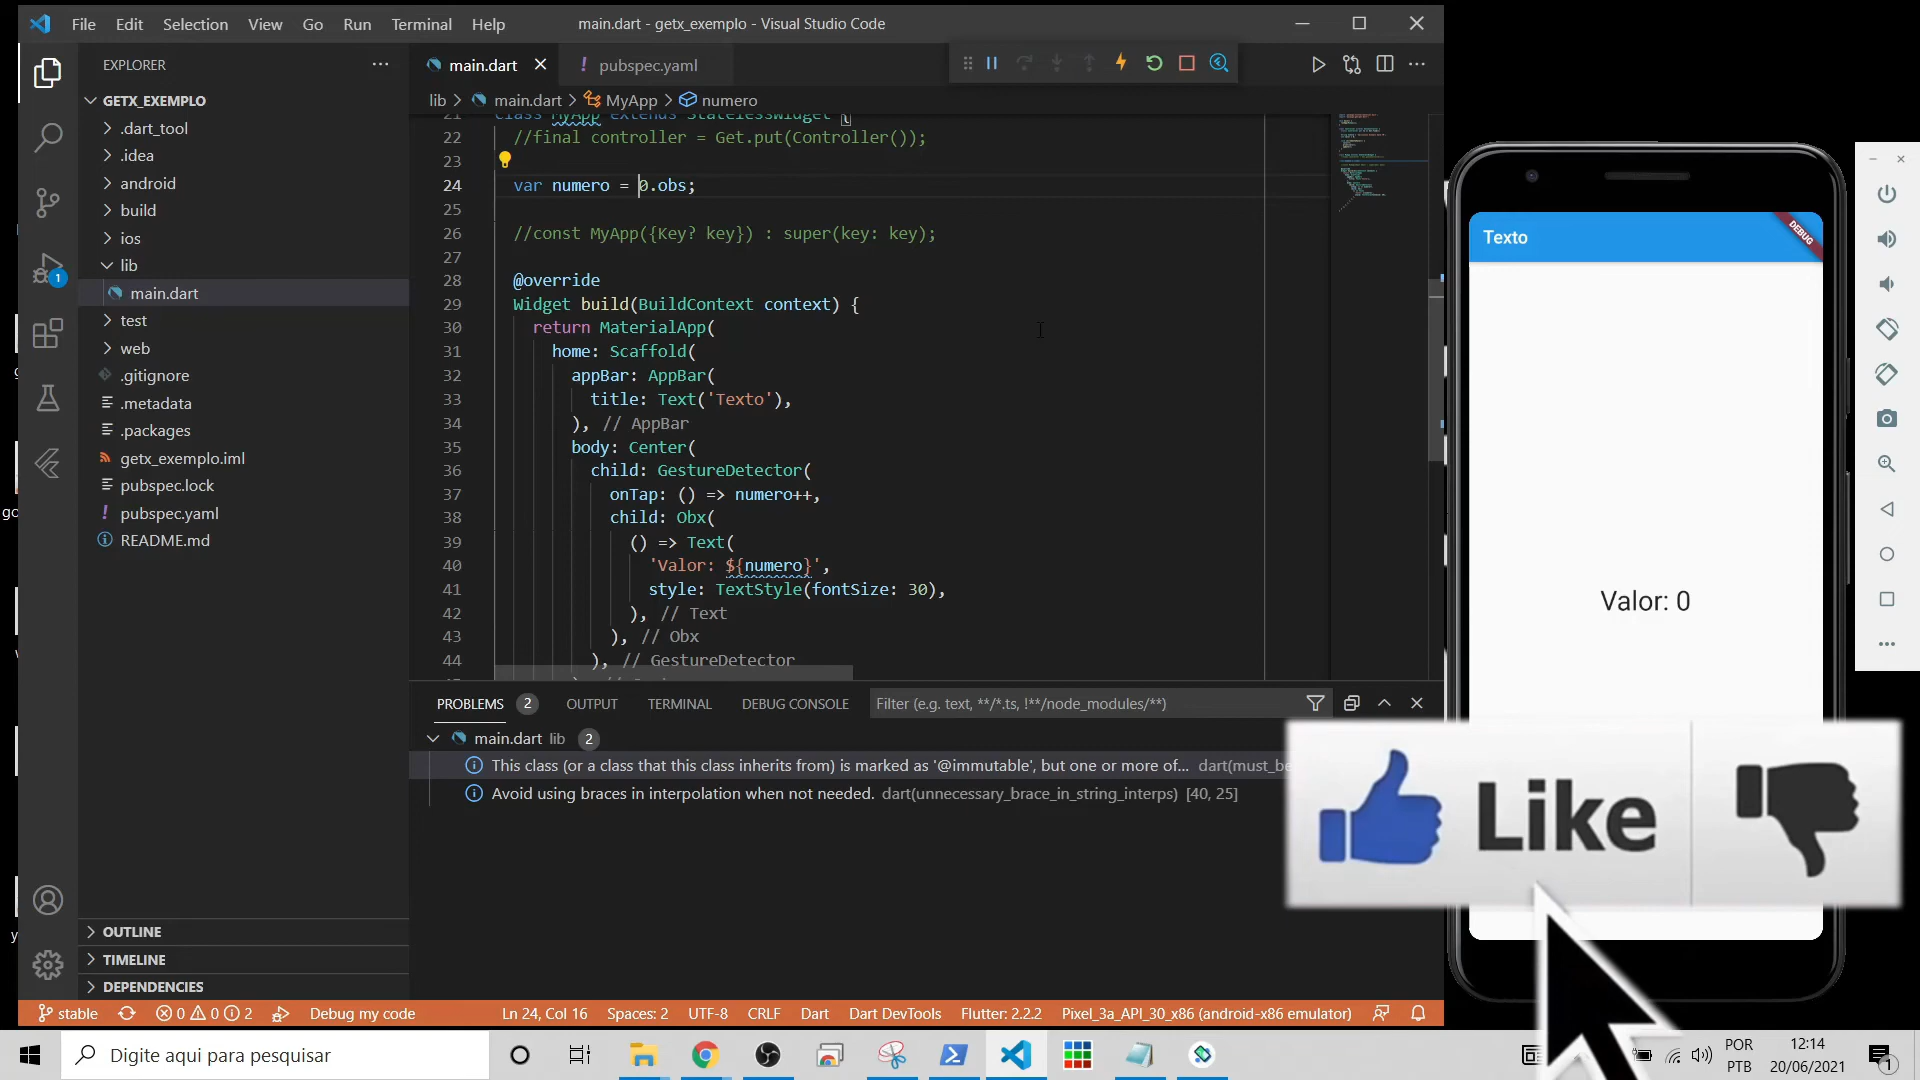 File Edit Selection View Go Run Terminal Help
main.dart - getx_exemplo - Visual Studio Code
EXPLORER
main.dart
! pubspec.yaml
GETX_EXEMPLO
lib > main.dart > MyApp > numero
.dart_tool
.idea
android
build
ios
lib
main.dart
test
web
.gitignore
.metadata
.packages
getx_exemplo.iml
pubspec.lock
! pubspec.yaml
README.md
OUTLINE
TIMELINE
DEPENDENCIES
21 class MyApp extends StatelessWidget {
22 //final controller = Get.put(Controller());
23
24 var numero = 0.obs;
25
26 //const MyApp({Key? key}) : super(key: key);
27
28 @override
29 Widget build(BuildContext context) {
30 return MaterialApp(
31 home: Scaffold(
32 appBar: AppBar(
33 title: Text('Texto'),
34 ), // AppBar
35 body: Center(
36 child: GestureDetector(
37 onTap: () => numero++,
38 child: Obx(
39 () => Text(
40 'Valor: ${numero}',
41 style: TextStyle(fontSize: 30),
42 ), // Text
43 ), // Obx
44 ), // GestureDetector
PROBLEMS 2 OUTPUT TERMINAL DEBUG CONSOLE
Filter (e.g. text, **/*.ts, !**/node_modules/**)
main.dart lib 2
This class (or a class that this class inherits from) is marked as '@immutable', but one or more of... dart(must_be
Avoid using braces in interpolation when not needed. dart(unnecessary_brace_in_string_interps) [40, 25]
Texto
DEBUG
Valor: 0
Like
1
stable 0 0 2 Debug my code
Ln 24, Col 16 Spaces: 2 UTF-8 CRLF Dart Dart DevTools Flutter: 2.2.2 Pixel_3a_API_30_x86 (android-x86 emulator)
Digite aqui para pesquisar
POR
PTB
12:14
20/06/2021
1